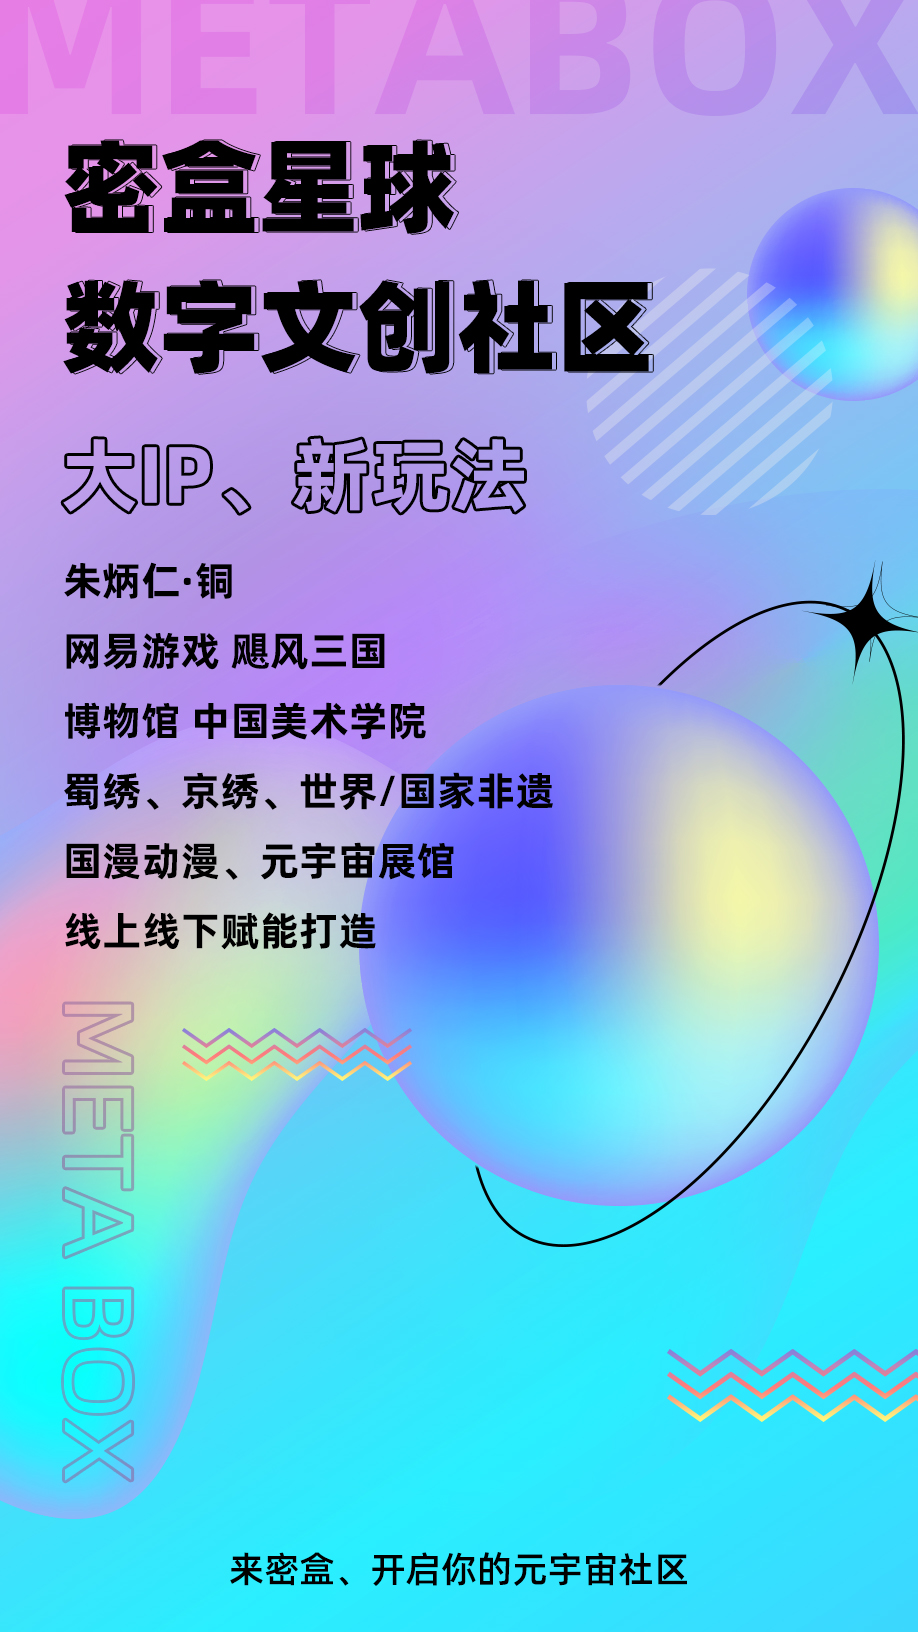 METABOX
密盒星球
数字文创社区
大IP、新玩法
朱炳仁·铜
网易游戏 飓风三国
博物馆 中国美术学院
蜀绣、京绣、世界/国家非遗
国漫动漫、元宇宙展馆
线上线下赋能打造
META BOX
来密盒、开启你的元宇宙社区